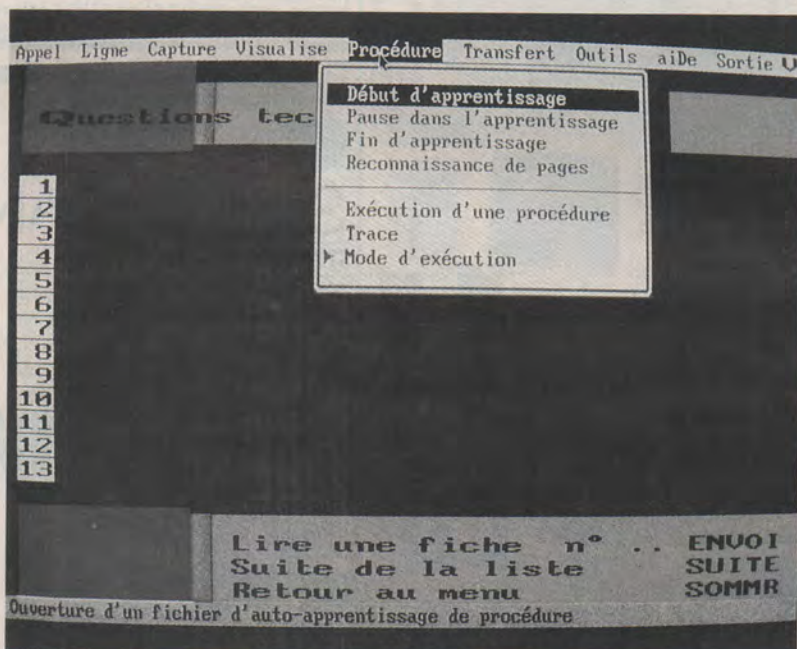 Appel Ligne Capture Visualise Procédure Transfert Outils aiDe Sortie V
Questions tec
Début d'apprentissage
Pause dans l'apprentissage
Fin d'apprentissage
Reconnaissance de pages
Exécution d'une procédure
Trace
Mode d'exécution
1
2
3
4
5
6
7
8
9
10
11
12
13
Lire une fiche n° .. ENVOI
Suite de la liste SUITE
Retour au menu SOMMR
Ouverture d'un fichier d'auto-apprentissage de procédure